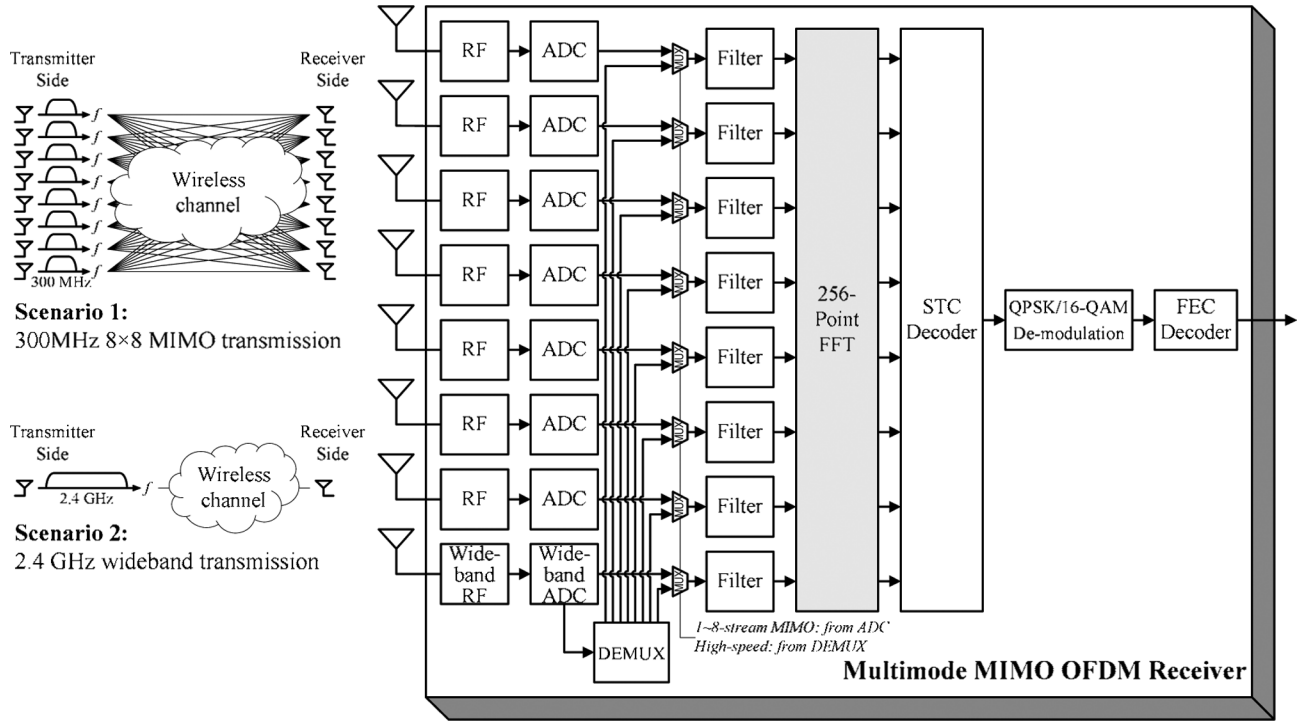 Transmitter
Side
Receiver
Side
f
f
f
f
f
f
f
f
Wireless
channel
300 MHz
Scenario 1:
300MHz 8×8 MIMO transmission
Transmitter
Side
Receiver
Side
2.4 GHz
f
Wireless
channel
Scenario 2:
2.4 GHz wideband transmission
RF
ADC
MUX
Filter
RF
ADC
MUX
Filter
RF
ADC
MUX
Filter
RF
ADC
MUX
Filter
RF
ADC
MUX
Filter
RF
ADC
MUX
Filter
RF
ADC
MUX
Filter
Wide-
band
RF
Wide-
band
ADC
MUX
Filter
DEMUX
256-
Point
FFT
STC
Decoder
QPSK/16-QAM
De-modulation
FEC
Decoder
1~8-stream MIMO: from ADC
High-speed: from DEMUX
Multimode MIMO OFDM Receiver